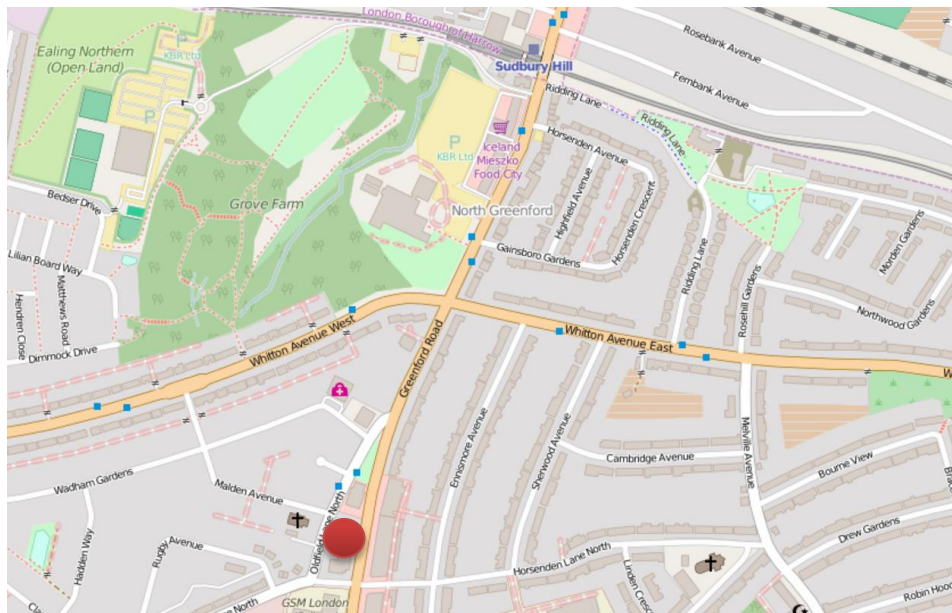 London Borough of Harrow
Ealing Northern
(Open Land)
KBR Ltd
P
Sudbury Hill
Rosebank Avenue
Fernbank Avenue
Ridding Lane
Ridding Lane
P
KBR Ltd
Iceland
Mieszko
Food City
Horsenden Avenue
Highfield Avenue
Horsenden Crescent
Bedser Drive
Grove Farm
North Greenford
Gainsboro Gardens
Ridding Lane
Rosehill Gardens
Morden Gardens
Northwood Gardens
Lilian Board Way
Matthews Road
Hendren Close
Dimmock Drive
Whitton Avenue West
Greenford Road
Whitton Avenue East
W
Ennismore Avenue
Sherwood Avenue
Cambridge Avenue
Melville Avenue
Bourne View
Bra
Wadham Gardens
Malden Avenue
Oldfield Lane North
Drew Gardens
Hadden Way
Rugby Avenue
Horsenden Lane North
Linden Cresc
Robin Hoo
Cla
GSM London